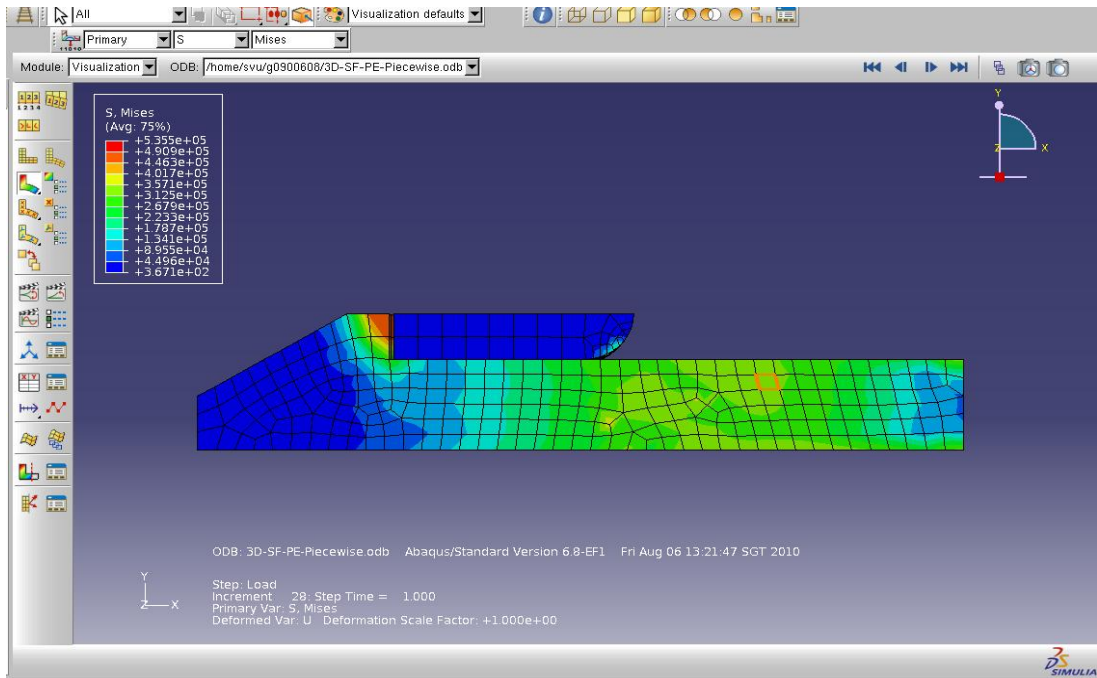 All
Visualization defaults
Primary S Mises
Module: Visualization ODB: /home/svu/g0900608/3D-SF-PE-Piecewise.odb
S, Mises
(Avg: 75%)
+5.355e+05
+4.909e+05
+4.463e+05
+4.017e+05
+3.571e+05
+3.125e+05
+2.679e+05
+2.233e+05
+1.787e+05
+1.341e+05
+8.955e+04
+4.496e+04
+3.671e+02
Y
Z X
ODB: 3D-SF-PE-Piecewise.odb Abaqus/Standard Version 6.8-EF1 Fri Aug 06 13:21:47 SGT 2010
Y
Z X
Step: Load
Increment 28: Step Time = 1.000
Primary Var: S, Mises
Deformed Var: U Deformation Scale Factor: +1.000e+00
SIMULIA